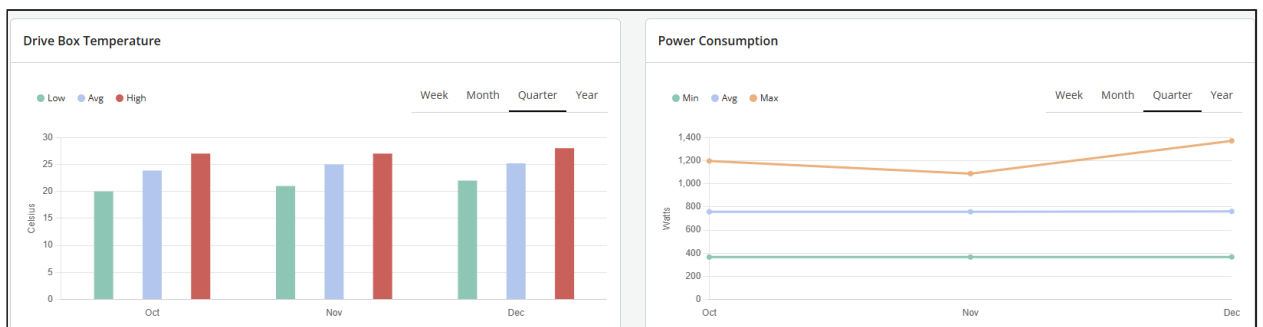 Drive Box Temperature
Low Avg High
Week Month Quarter Year
Celsius
30
25
20
15
10
5
0
Oct Nov Dec
Power Consumption
Min Avg Max
Week Month Quarter Year
Watts
1,400
1,200
1,000
800
600
400
200
0
Oct Nov Dec